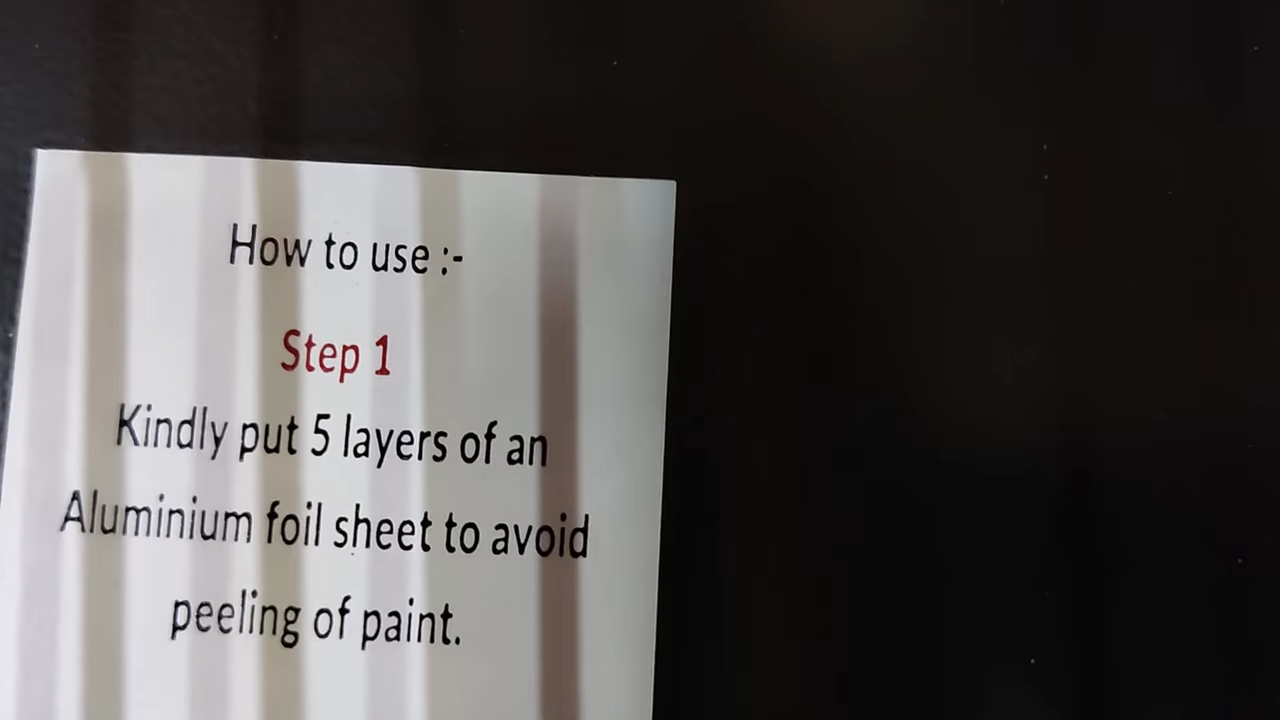 How to use :-
Step 1
Kindly put 5 layers of an
Aluminium foil sheet to avoid
peeling of paint.